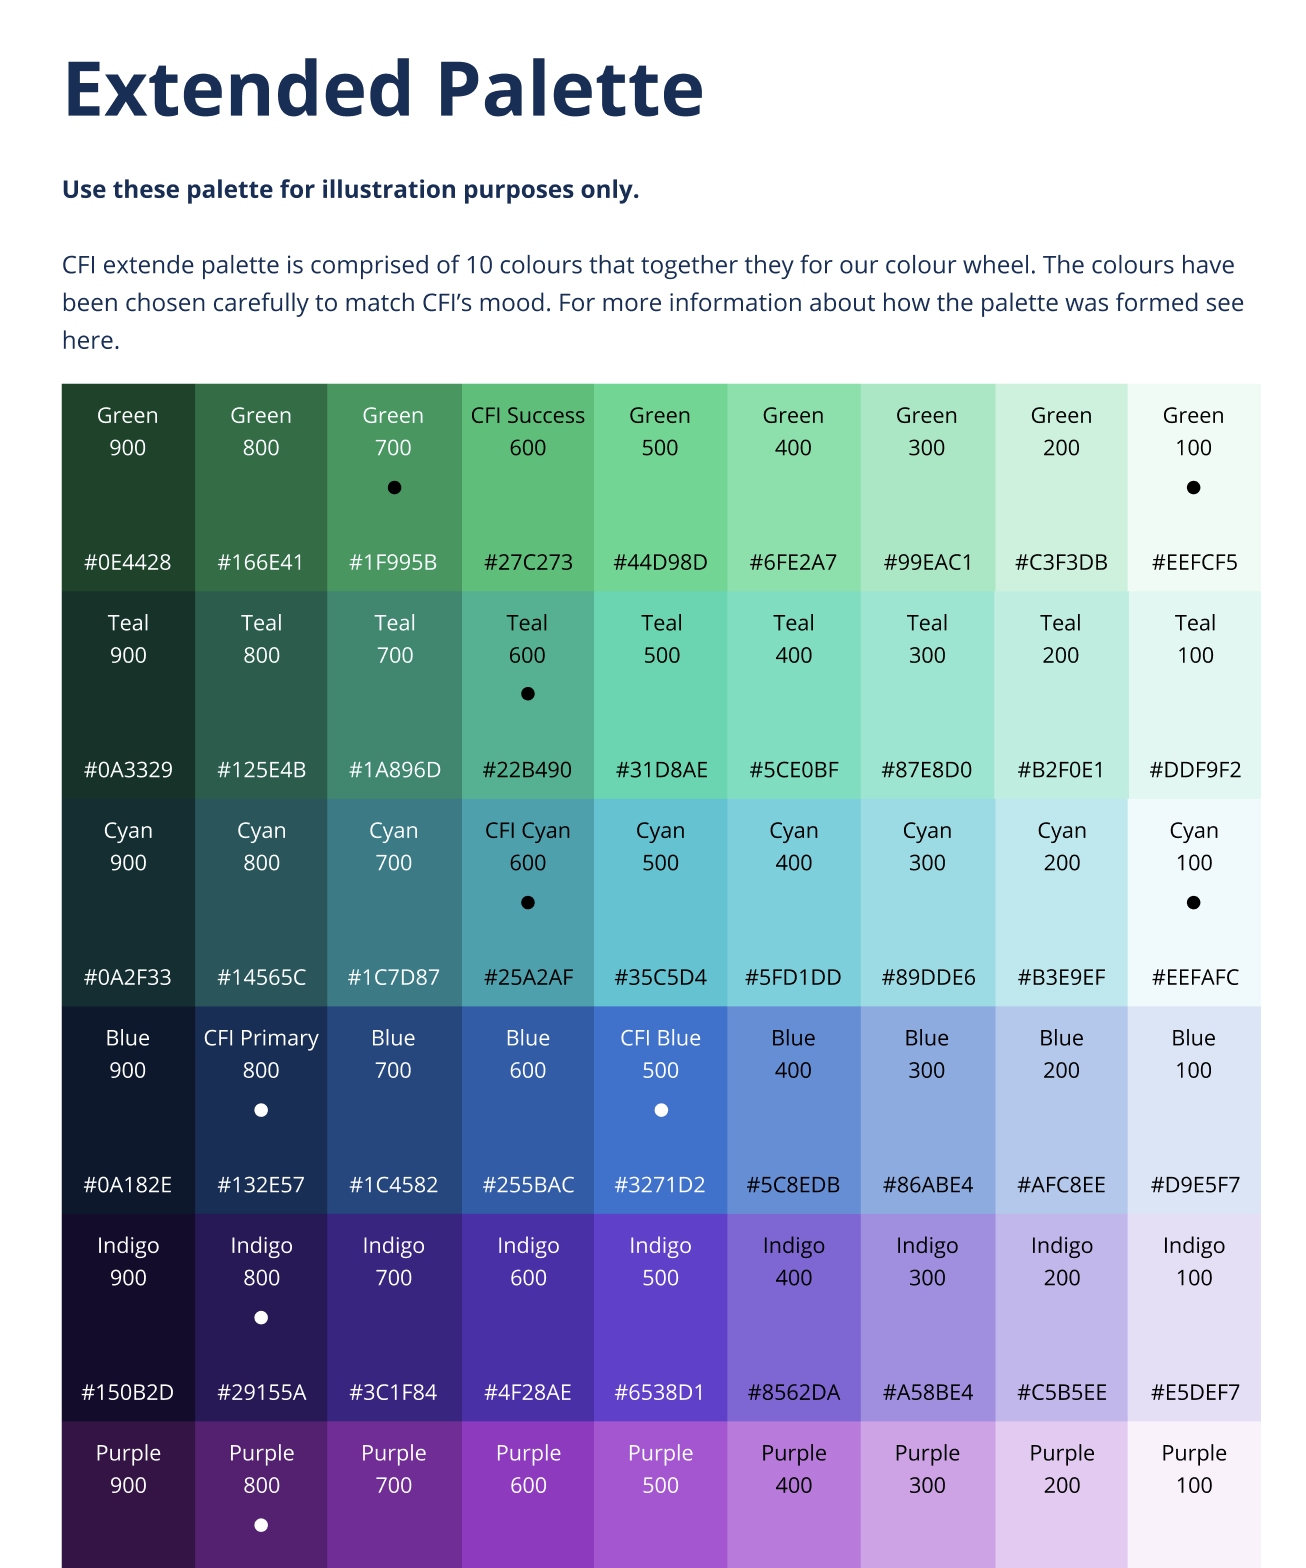 Extended Palette
Use these palette for illustration purposes only.
CFI extende palette is comprised of 10 colours that together they for our colour wheel. The colours have
been chosen carefully to match CFI’s mood. For more information about how the palette was formed see
here.
Green Green Green CFI Success Green Green Green Green Green
900 800 700 600 500 400 300 200 100
#0E4428 #166E41 #1F995B #27C273 #44D98D #6FE2A7 #99EAC1 #C3F3DB #EEFCF5
Teal Teal Teal Teal Teal Teal Teal Teal Teal
900 800 700 600 500 400 300 200 100
#0A3329 #125E4B #1A896D #22B490 #31D8AE #5CE0BF #87E8D0 #B2F0E1 #DDF9F2
Cyan Cyan Cyan CFI Cyan Cyan Cyan Cyan Cyan Cyan
900 800 700 600 500 400 300 200 100
#0A2F33 #14565C #1C7D87 #25A2AF #35C5D4 #5FD1DD #89DDE6 #B3E9EF #EEFAFC
Blue CFI Primary Blue Blue CFI Blue Blue Blue Blue Blue
900 800 700 600 500 400 300 200 100
#0A182E #132E57 #1C4582 #255BAC #3271D2 #5C8EDB #86ABE4 #AFC8EE #D9E5F7
Indigo Indigo Indigo Indigo Indigo Indigo Indigo Indigo Indigo
900 800 700 600 500 400 300 200 100
#150B2D #29155A #3C1F84 #4F28AE #6538D1 #8562DA #A58BE4 #C5B5EE #E5DEF7
Purple Purple Purple Purple Purple Purple Purple Purple Purple
900 800 700 600 500 400 300 200 100